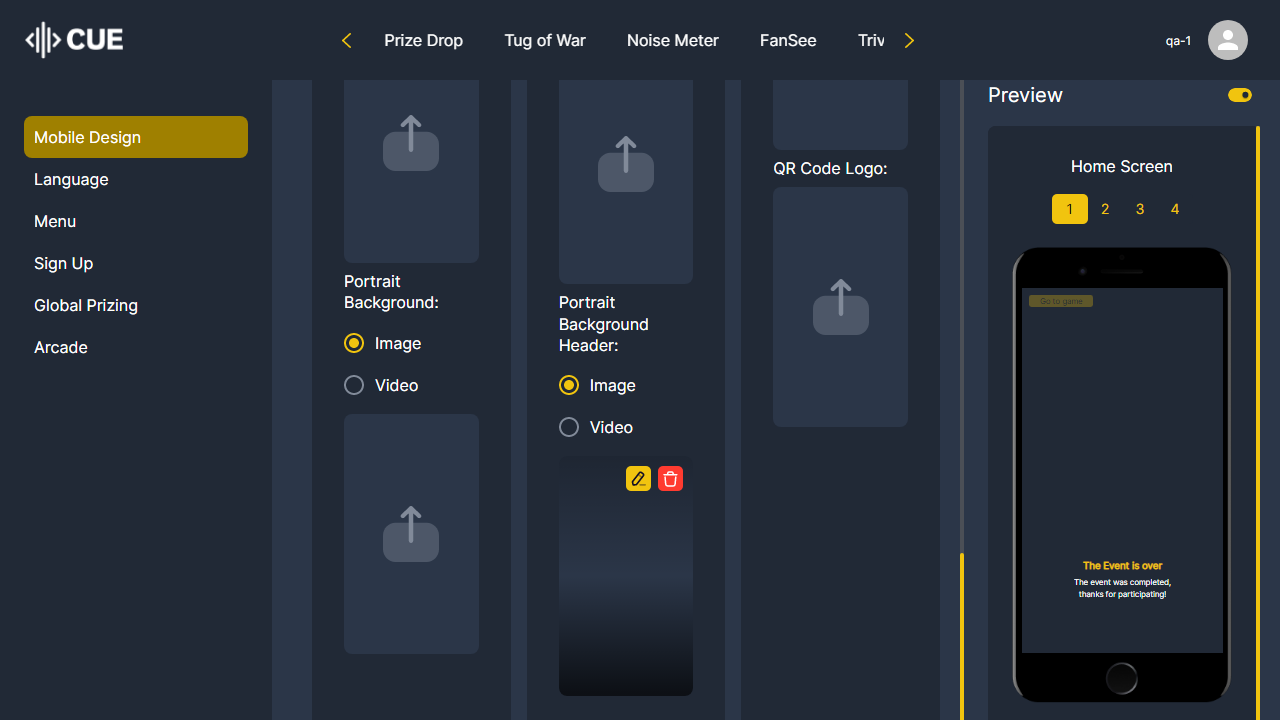 CUE
Prize Drop
Tug of War
Noise Meter
FanSee
Triv
qa-1
Mobile Design
Language
Menu
Sign Up
Global Prizing
Arcade
Portrait
Background:
Image
Video
Portrait
Background
Header:
Image
Video
QR Code Logo:
Preview
Home Screen
1 2 3 4
Go to game
The Event is over
The event was completed,
thanks for participating!